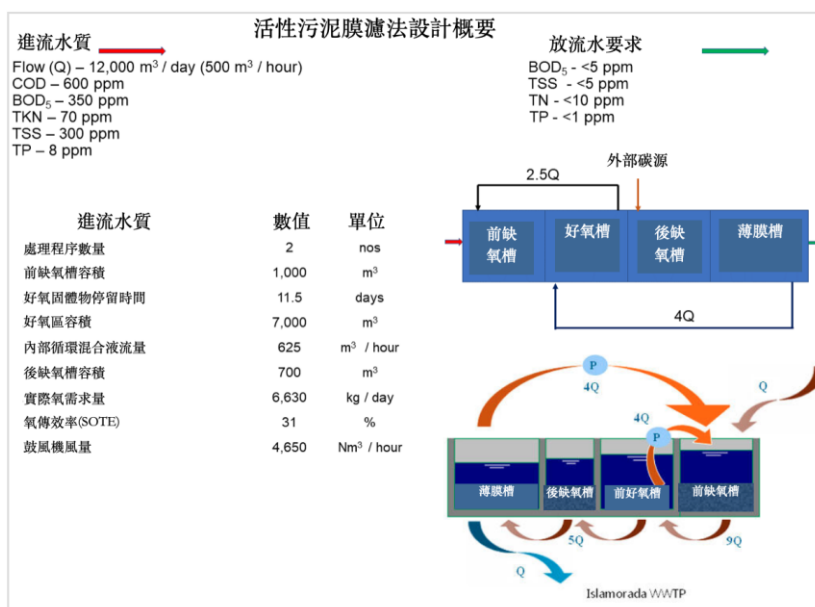 活性污泥膜濾法設計概要
進流水質
Flow (Q) – 12,000 m³ / day (500 m³ / hour)
COD – 600 ppm
BOD₅ – 350 ppm
TKN – 70 ppm
TSS – 300 ppm
TP – 8 ppm
放流水要求
BOD₅ - <5 ppm
TSS - <5 ppm
TN - <10 ppm
TP - <1 ppm
進流水質 數值 單位
處理程序數量 2 nos
前缺氧槽容積 1,000 m³
好氧固體物停留時間 11.5 days
好氧區容積 7,000 m³
內部循環混合液流量 625 m³ / hour
後缺氧槽容積 700 m³
實際氧需求量 6,630 kg / day
氧傳效率(SOTE) 31 %
鼓風機風量 4,650 Nm³ / hour
外部碳源
2.5Q
前缺
氧槽
好氧槽
後缺
氧槽
薄膜槽
4Q
P
4Q
Q
4Q
P
薄膜槽
後缺氧槽
前好氧槽
前缺氧槽
5Q
9Q
Q
Islamorada WWTP